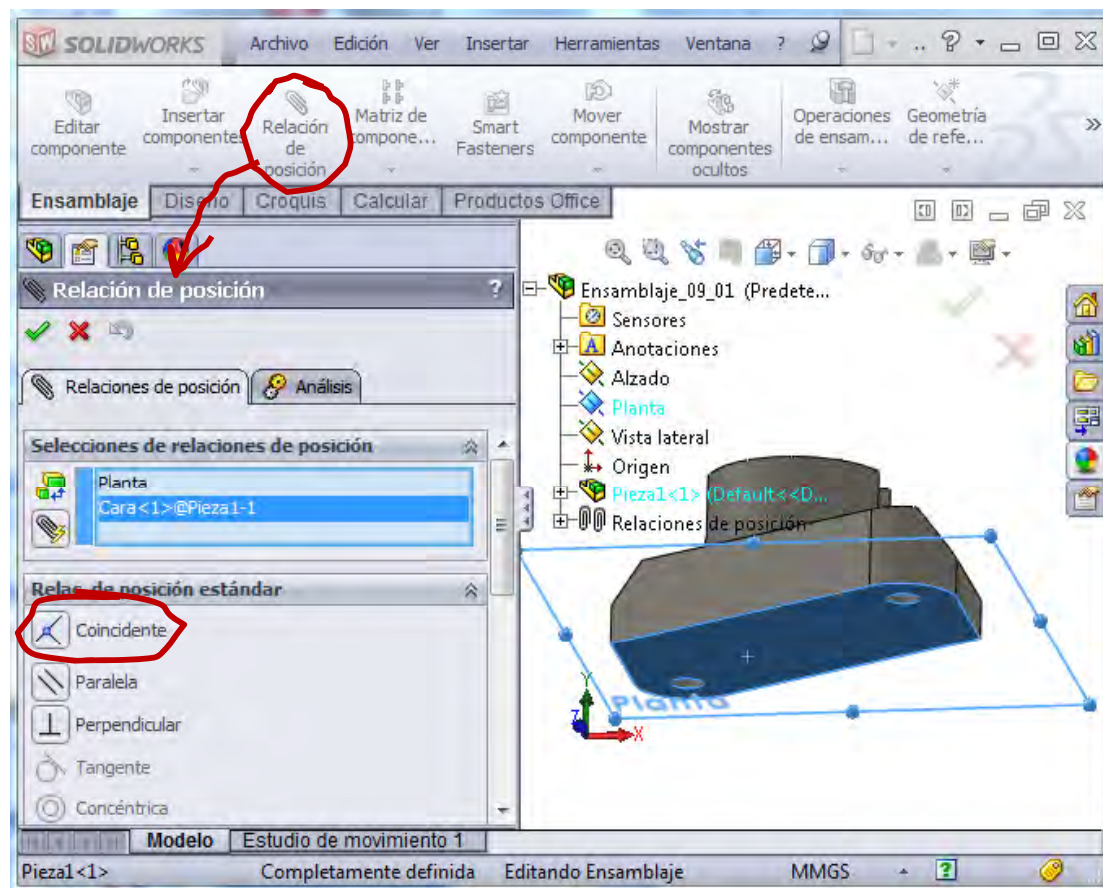 SW SOLIDWORKS Archivo Edición Ver Insertar Herramientas Ventana ? .. ?
Editar componente
Insertar componentes
Relación de posición
Matriz de compone...
Smart Fasteners
Mover componente
Mostrar componentes ocultos
Operaciones de ensam...
Geometría de refe...
»
Ensamblaje Diseño Croquis Calcular Productos Office
Relación de posición ?
Relaciones de posición Análisis
Selecciones de relaciones de posición
Planta
Cara<1>@Pieza1-1
Relac. de posición estándar
Coincidente
Paralela
Perpendicular
Tangente
Concéntrica
Ensamblaje_09_01 (Predete...
Sensores
A Anotaciones
Alzado
Planta
Vista lateral
Origen
Pieza1<1> (Default<<D...
Relaciones de posición
Planta
Y
Z
X
Modelo Estudio de movimiento 1
Pieza1<1> Completamente definida Editando Ensamblaje MMGS ?